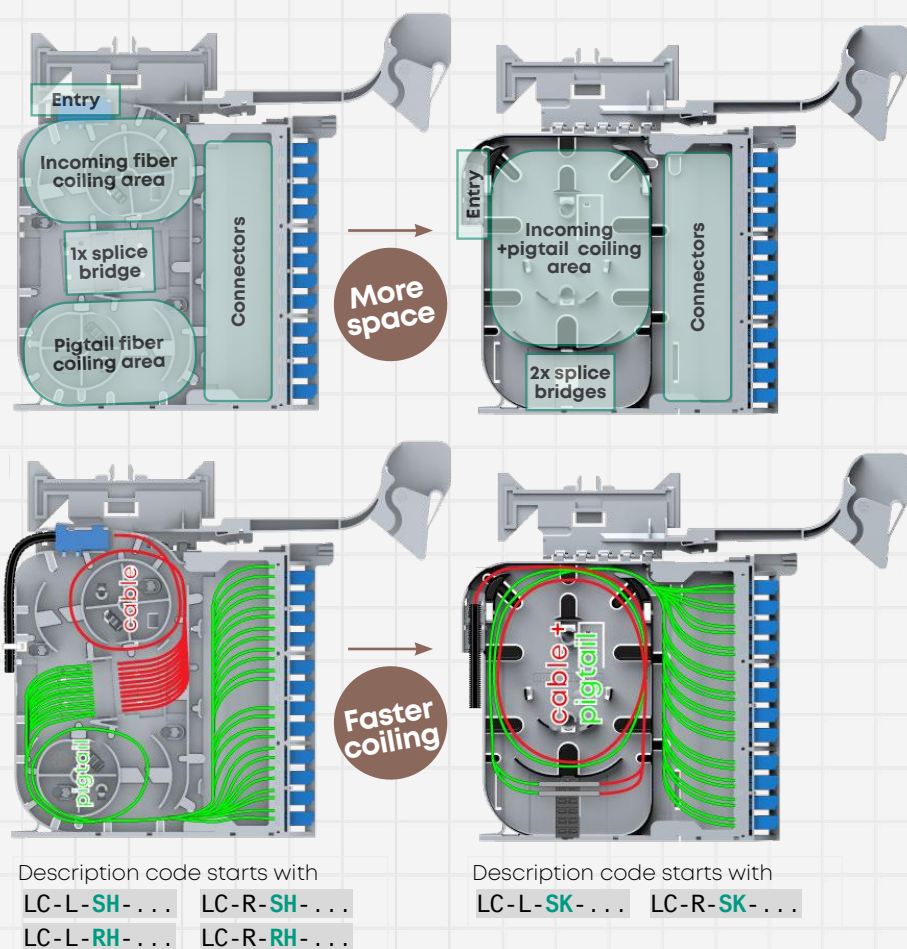 Entry
Incoming fiber
coiling area
1x splice
bridge
Pigtail fiber
coiling area
Connectors
More
space
Entry
Incoming
+pigtail coiling
area
2x splice
bridges
Connectors
cable
pigtail
Faster
coiling
cable +
pigtail
Description code starts with
LC-L-SH-... LC-R-SH-...
LC-L-RH-... LC-R-RH-...
Description code starts with
LC-L-SK-... LC-R-SK-...